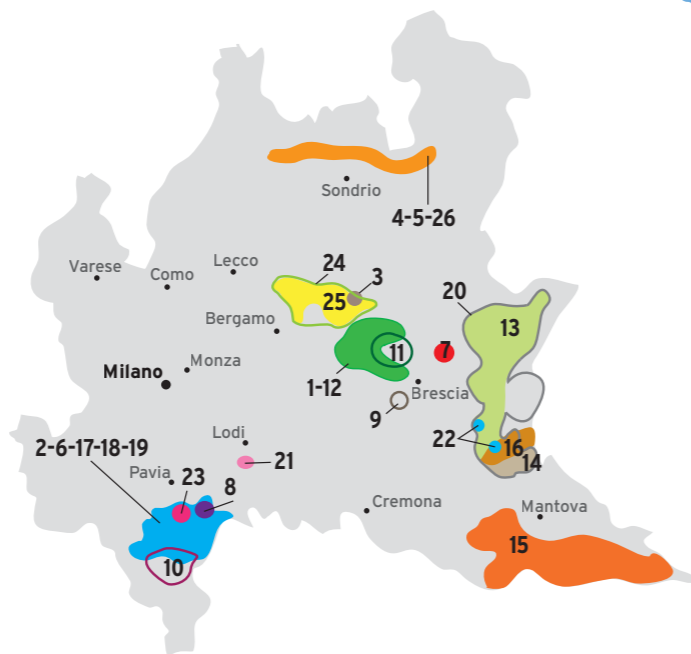 Sondrio
4-5-26
Varese
Como
Lecco
24
3
25
20
13
Bergamo
Milano
Monza
1-12
11
7
Brescia
9
22
16
14
2-6-17-18-19
Lodi
21
Pavia
23
8
Cremona
Mantova
15
10